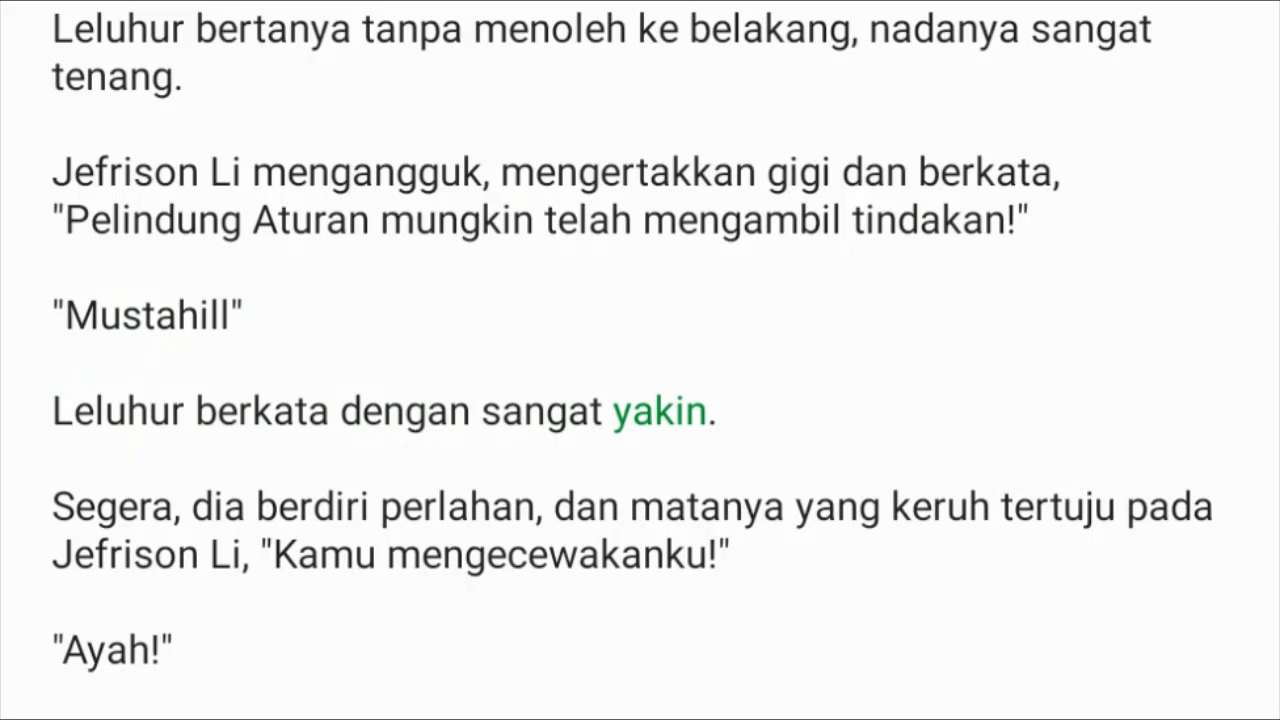 Leluhur bertanya tanpa menoleh ke belakang, nadanya sangat
tenang.
Jefrison Li mengangguk, mengertakkan gigi dan berkata,
"Pelindung Aturan mungkin telah mengambil tindakan!"
"Mustahill"
Leluhur berkata dengan sangat yakin.
Segera, dia berdiri perlahan, dan matanya yang keruh tertuju pada
Jefrison Li, "Kamu mengecewakanku!"
"Ayah!"